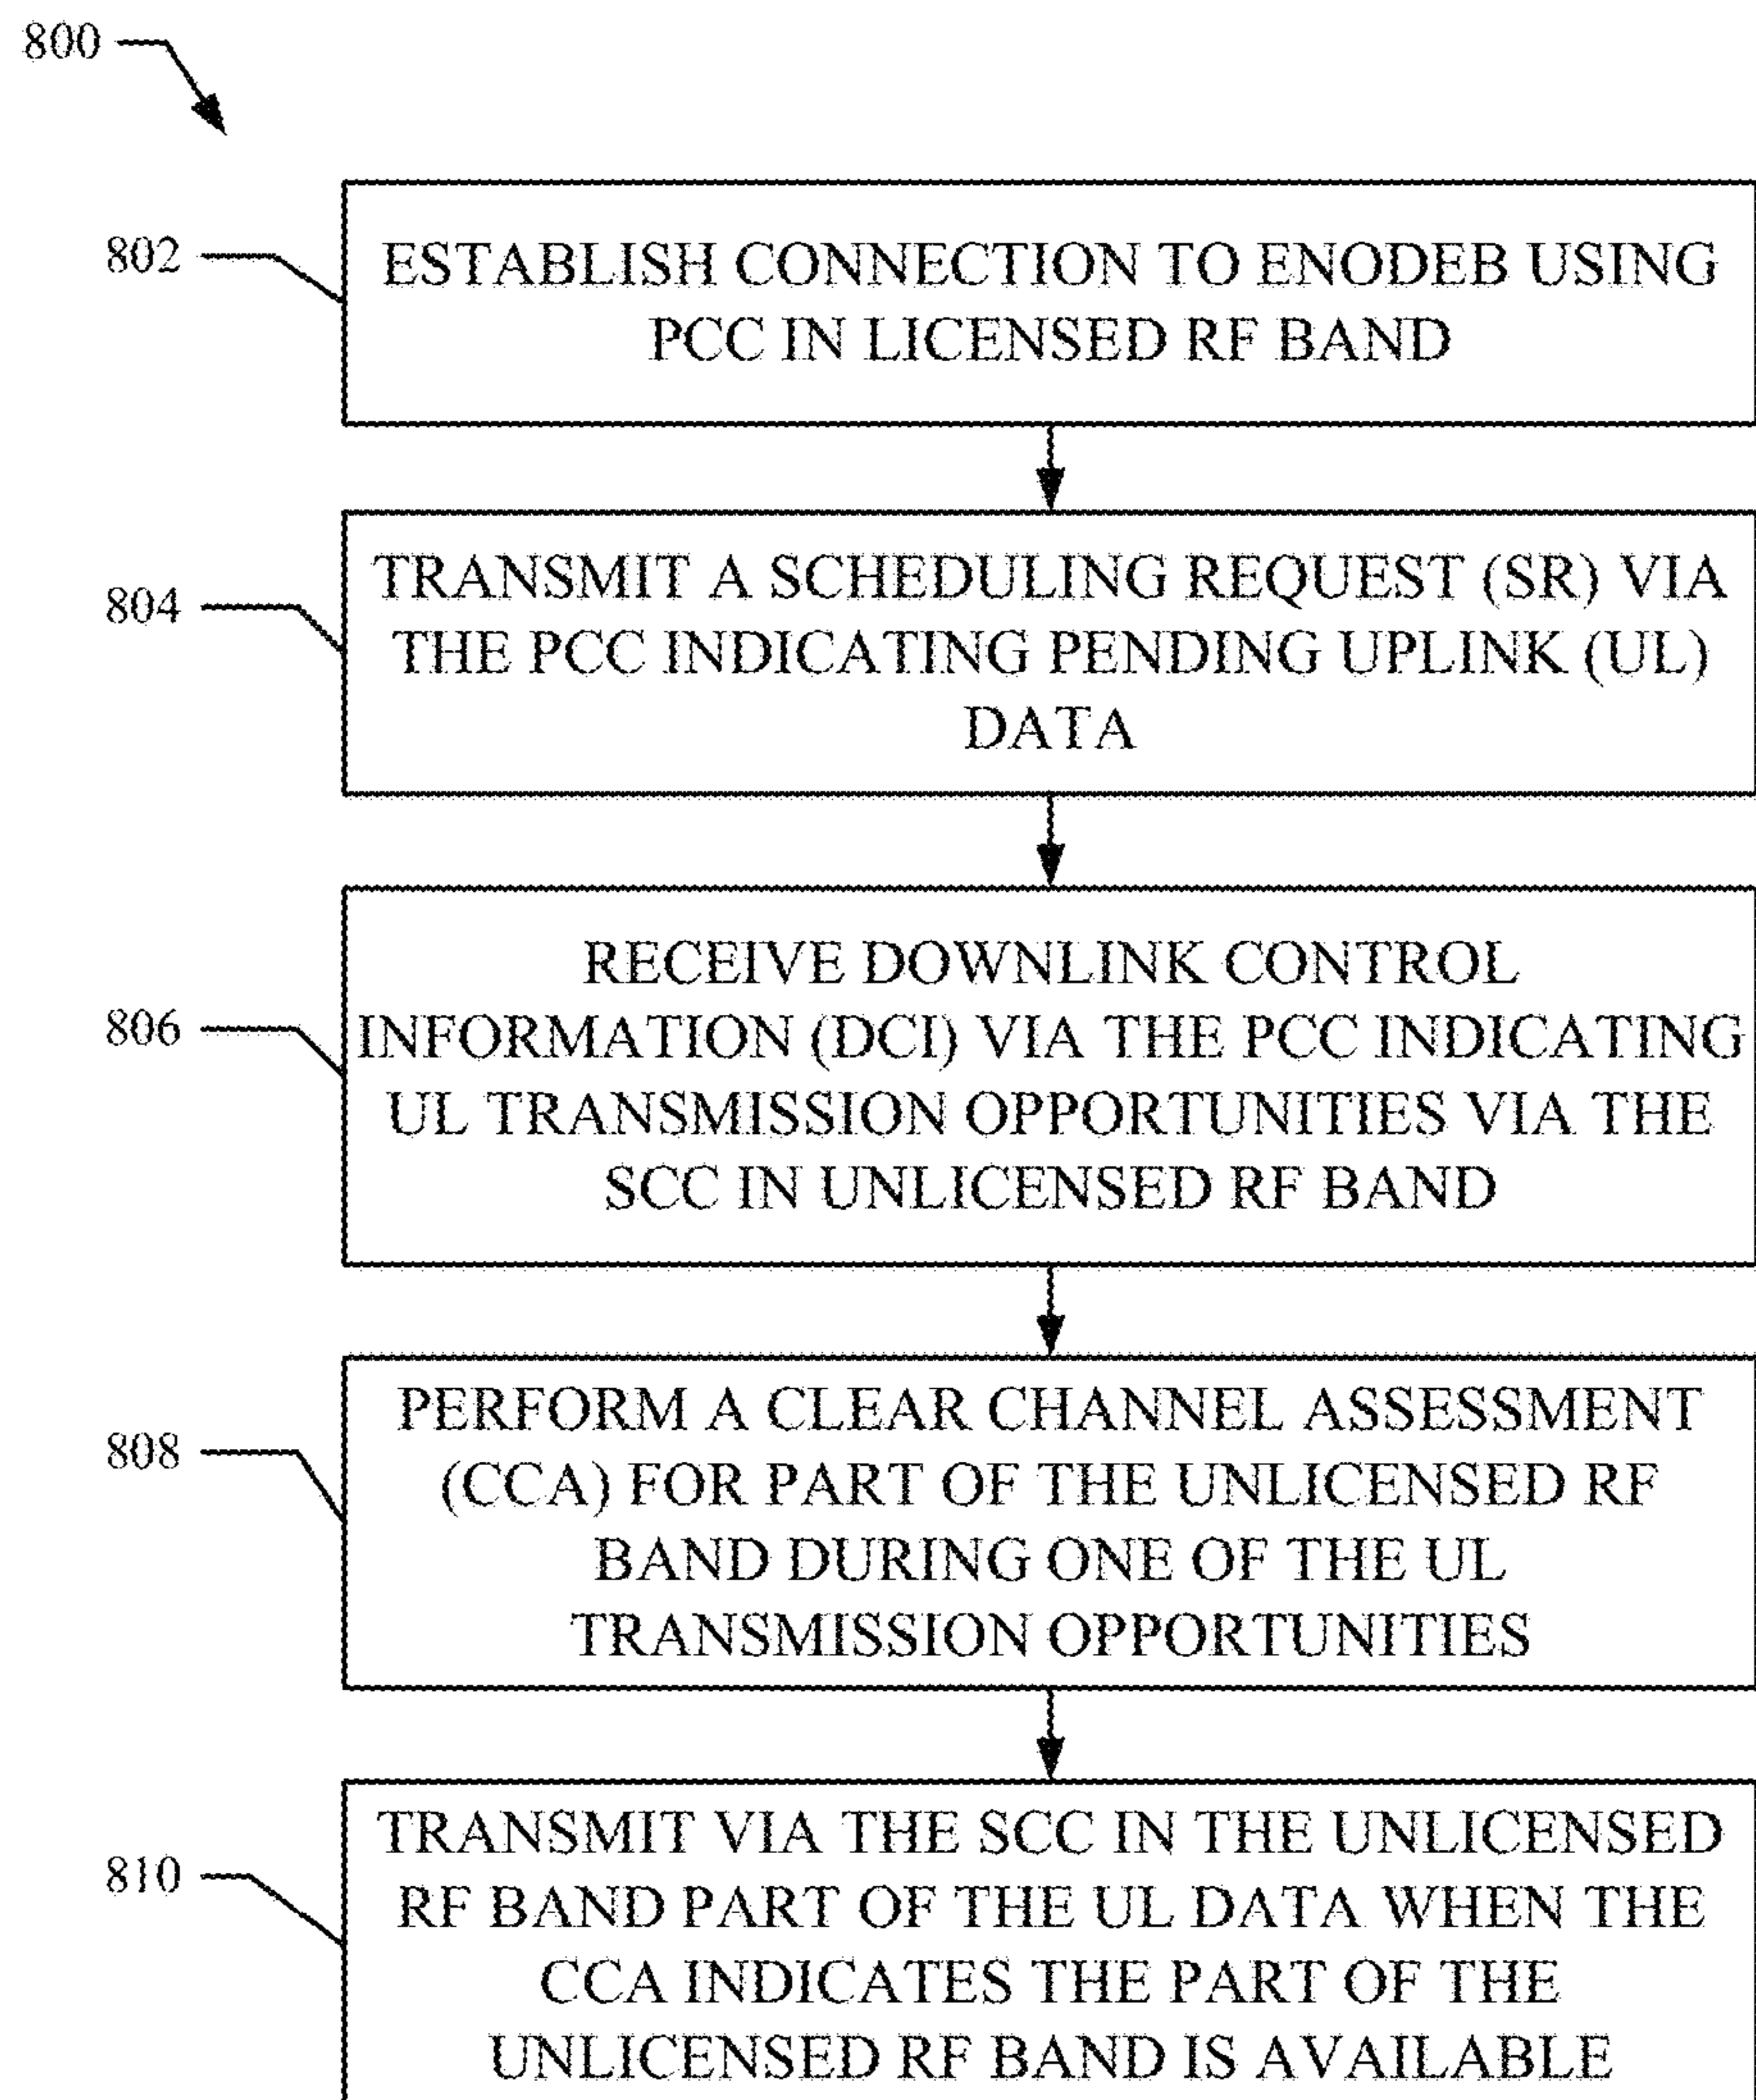 800
802
ESTABLISH CONNECTION TO ENODEB USING
PCC IN LICENSED RF BAND
804
TRANSMIT A SCHEDULING REQUEST (SR) VIA
THE PCC INDICATING PENDING UPLINK (UL)
DATA
806
RECEIVE DOWNLINK CONTROL
INFORMATION (DCI) VIA THE PCC INDICATING
UL TRANSMISSION OPPORTUNITIES VIA THE
SCC IN UNLICENSED RF BAND
808
PERFORM A CLEAR CHANNEL ASSESSMENT
(CCA) FOR PART OF THE UNLICENSED RF
BAND DURING ONE OF THE UL
TRANSMISSION OPPORTUNITIES
810
TRANSMIT VIA THE SCC IN THE UNLICENSED
RF BAND PART OF THE UL DATA WHEN THE
CCA INDICATES THE PART OF THE
UNLICENSED RF BAND IS AVAILABLE